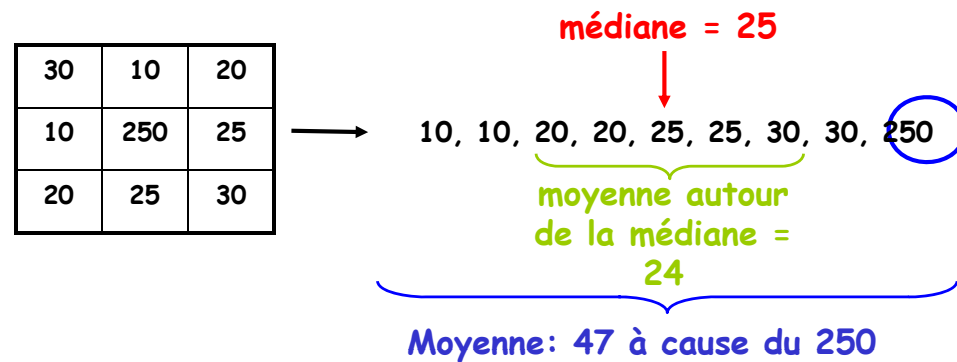 médiane = 25
30 10 20
10 250 25
20 25 30
10, 10, 20, 20, 25, 25, 30, 30, 250
moyenne autour
de la médiane =
24
Moyenne: 47 à cause du 250